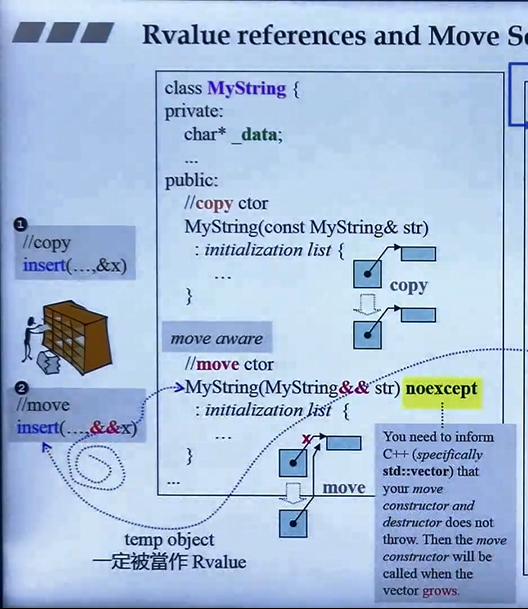 Rvalue references and Move
class MyString {
private:
char* _data;
...
public:
//copy ctor
MyString(const MyString& str)
: initialization list {
...
}
copy
❶
//copy
insert(...,&x)
move aware
//move ctor
MyString(MyString&& str) noexcept
: initialization list {
...
}
...
x
move
❷
//move
insert(...,&&x)
temp object
一定被當作 Rvalue
You need to inform
C++ (specifically
std::vector) that
your move
constructor and
destructor does not
throw. Then the move
constructor will be
called when the
vector grows.